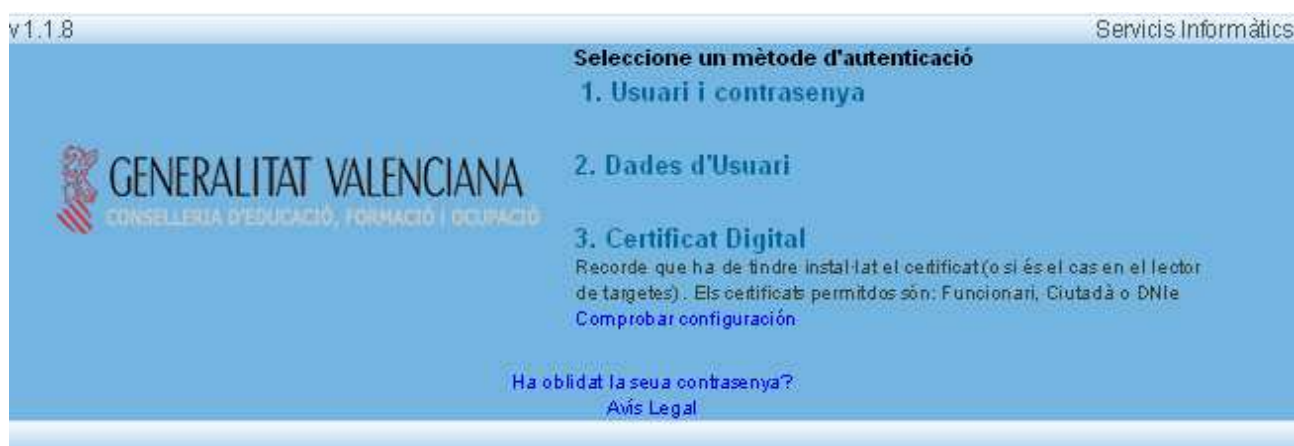 v1.1.8
Servicis Informàtics
Seleccione un mètode d'autenticació
1. Usuari i contrasenya
GENERALITAT VALENCIANA
CONSELLERIA D'EDUCACIÓ, FORMACIÓ I OCUPACIÓ
2. Dades d'Usuari
3. Certificat Digital
Recorde que ha de tindre instal·lat el certificat(o si és el cas en el lector
de targetes). Els certificats permitdos són: Funcionari, Ciutadà o DNIe
Comprobar configuración
Ha oblidat la seua contrasenya?
Avís Legal